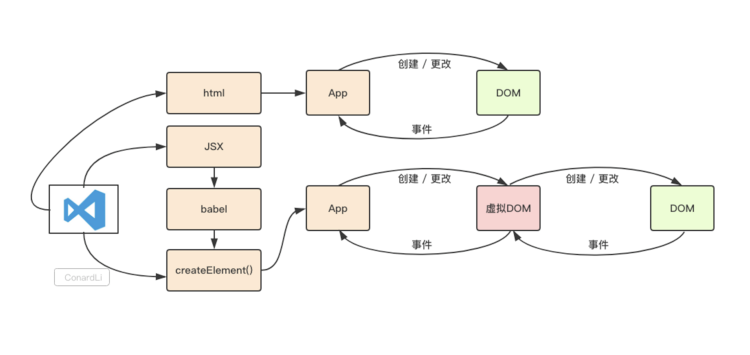 创建 / 更改
html
App
DOM
事件
JSX
创建 / 更改
创建 / 更改
babel
App
虚拟DOM
DOM
事件
事件
createElement()
ConardLi